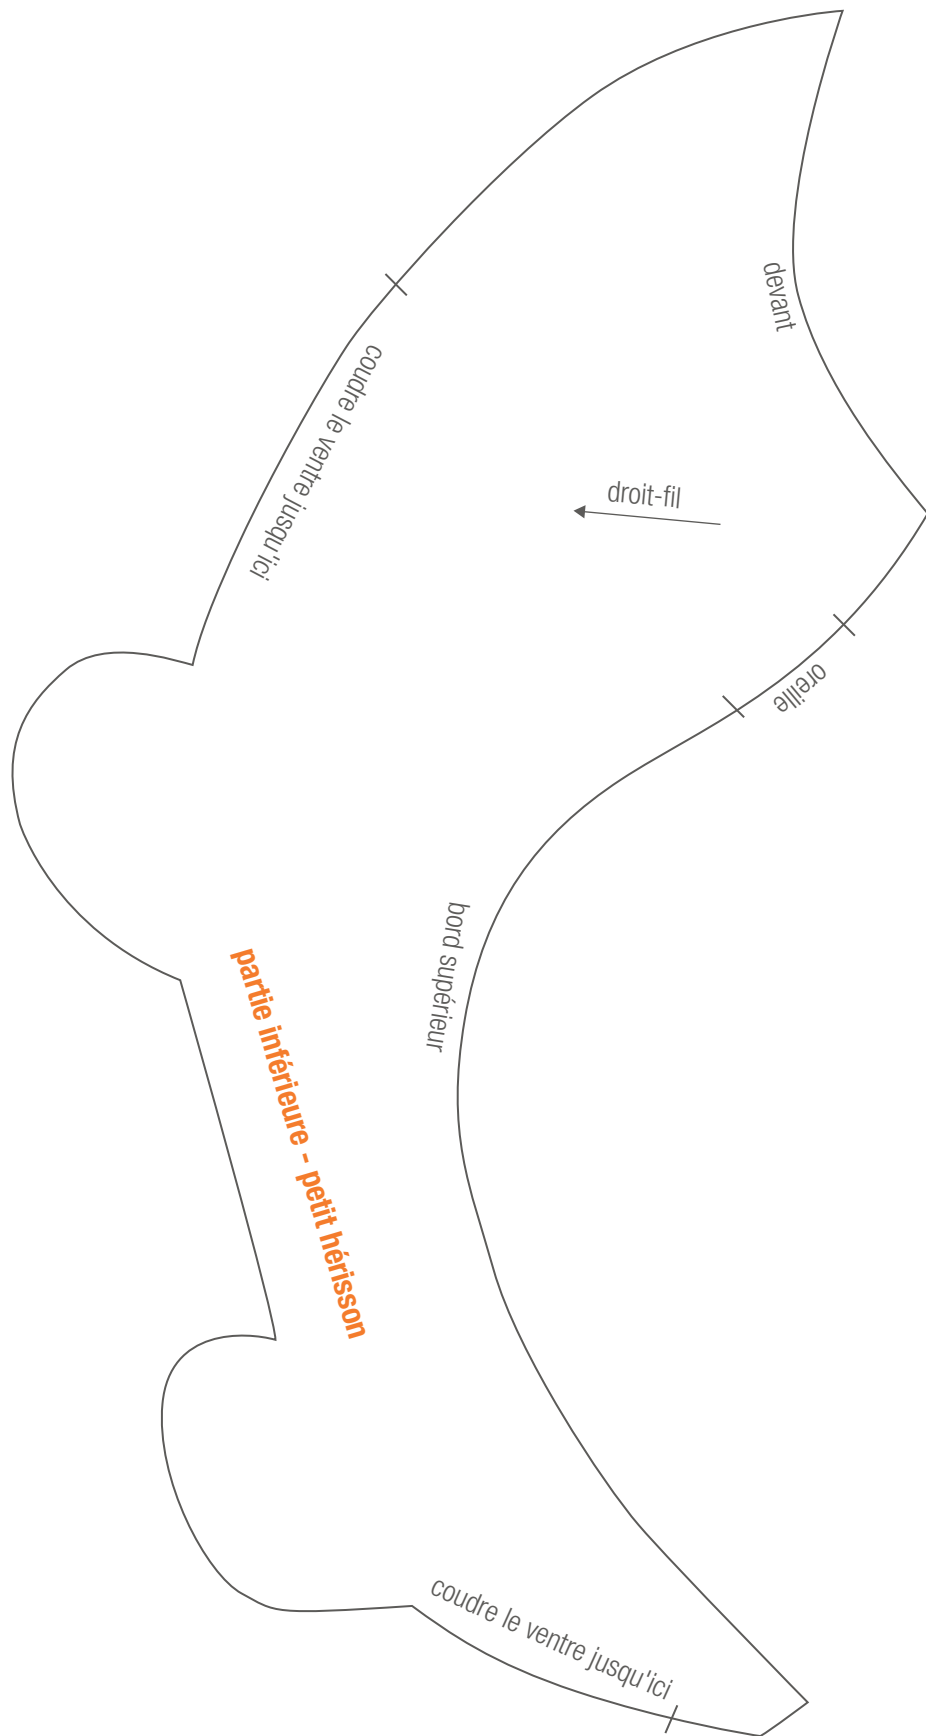 devant
coudre le ventre jusqu'ici
droit-fil
oreille
bord supérieur
partie inférieure - petit hérisson
coudre le ventre jusqu'ici